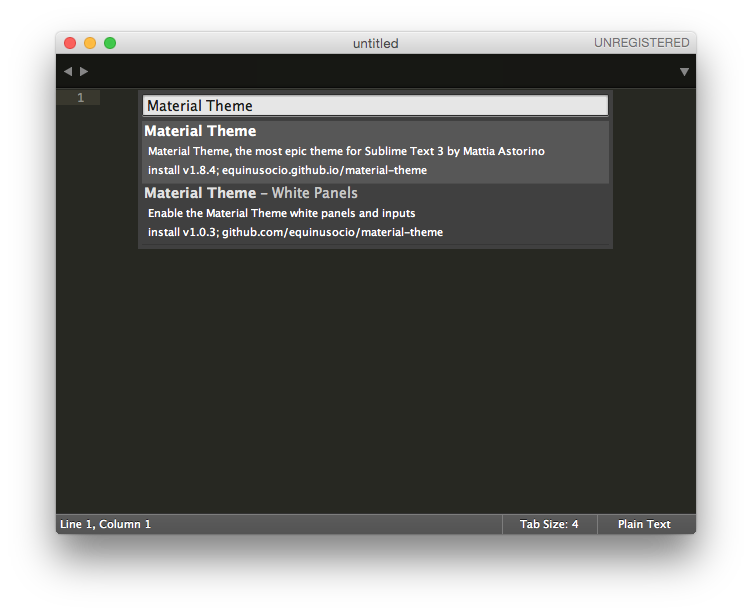 untitled
UNREGISTERED
1
Material Theme
Material Theme
Material Theme, the most epic theme for Sublime Text 3 by Mattia Astorino
install v1.8.4; equinusocio.github.io/material-theme
Material Theme – White Panels
Enable the Material Theme white panels and inputs
install v1.0.3; github.com/equinusocio/material-theme
Line 1, Column 1
Tab Size: 4
Plain Text